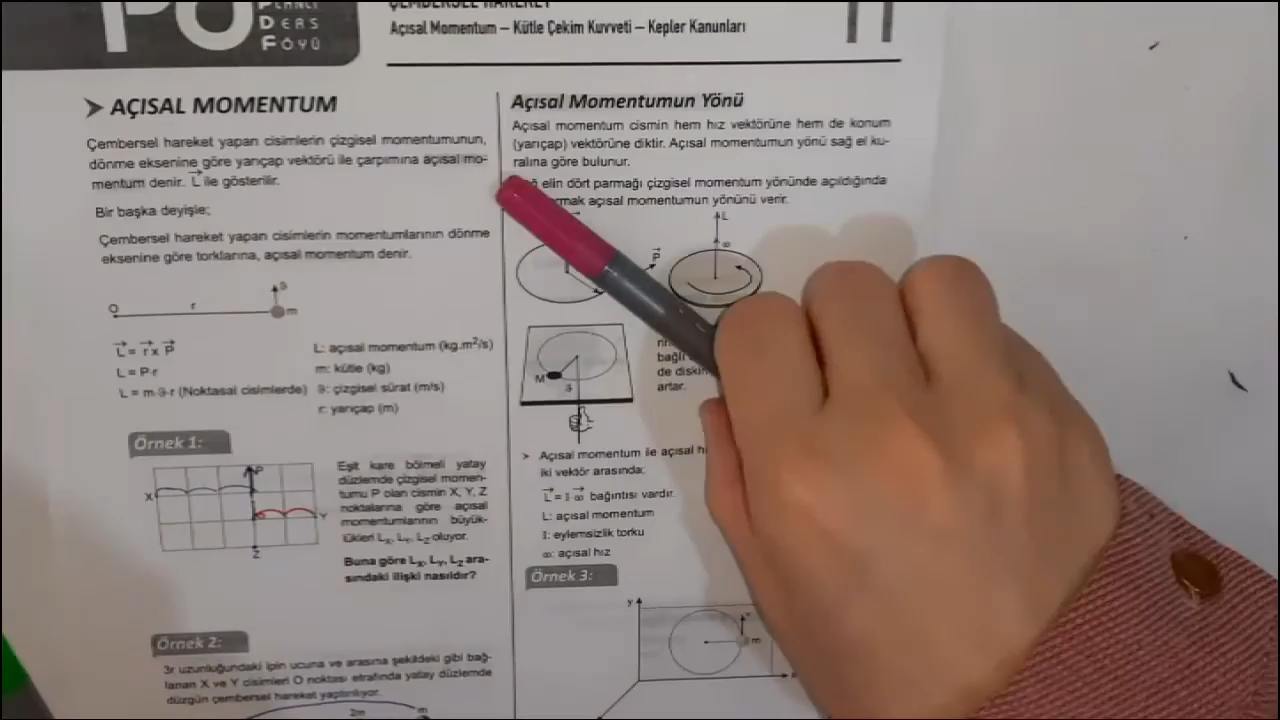 PLANLI
DERS
FÖYÜ
ÇEMBERSEL HAREKET
Açısal Momentum – Kütle Çekim Kuvveti – Kepler Kanunları
11
AÇISAL MOMENTUM
Çembersel hareket yapan cisimlerin çizgisel momentumunun,
dönme eksenine göre yarıçap vektörü ile çarpımına açısal mo-
mentum denir. L ile gösterilir.
Bir başka deyişle;
Çembersel hareket yapan cisimlerin momentumlarının dönme
eksenine göre torklarına, açısal momentum denir.
O r ϑ m
L = r x P
L = P·r
L = m·ϑ·r (Noktasal cisimlerde)
L: açısal momentum (kg.m²/s)
m: kütle (kg)
ϑ: çizgisel sürat (m/s)
r: yarıçap (m)
Örnek 1:
P
X
Y
Z
Eşit kare bölmeli yatay
düzlemde çizgisel momen-
tumu P olan cismin X, Y, Z
noktalarına göre açısal
momentumlarının büyük-
lükleri Lx, Ly, Lz oluyor.
Buna göre Lx, Ly, Lz ara-
sındaki ilişki nasıldır?
Örnek 2:
3r uzunluğundaki ipin ucuna ve arasına şekildeki gibi bağ-
lanan X ve Y cisimleri O noktası etrafında yatay düzlemde
düzgün çembersel hareket yaptırılıyor.
2m m
Açısal Momentumun Yönü
Açısal momentum cismin hem hız vektörüne hem de konum
(yarıçap) vektörüne diktir. Açısal momentumun yönü sağ el ku-
ralına göre bulunur.
elin dört parmağı çizgisel momentum yönünde açıldığında
açısal momentumun yönünü verir.
L
P
M
ϑ
bağlı
de
artar.
Açısal momentum ile açısal
iki vektör arasında;
L = I·ω bağıntısı vardır.
L: açısal momentum
I: eylemsizlik torku
ω: açısal hız
Örnek 3:
y
m
x